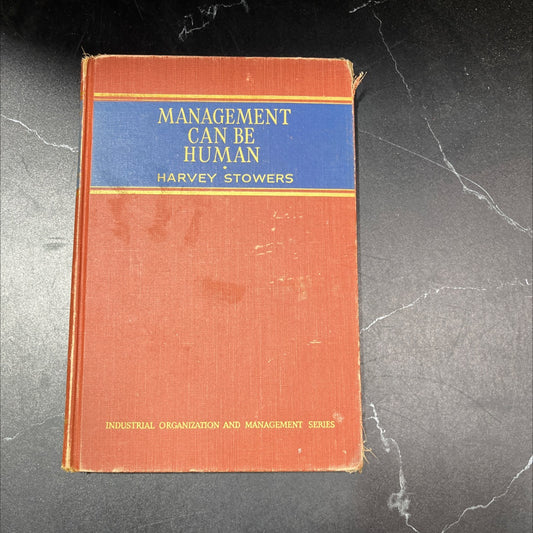 MANAGEMENT
CAN BE
HUMAN
HARVEY STOWERS
INDUSTRIAL ORGANIZATION AND MANAGEMENT SERIES